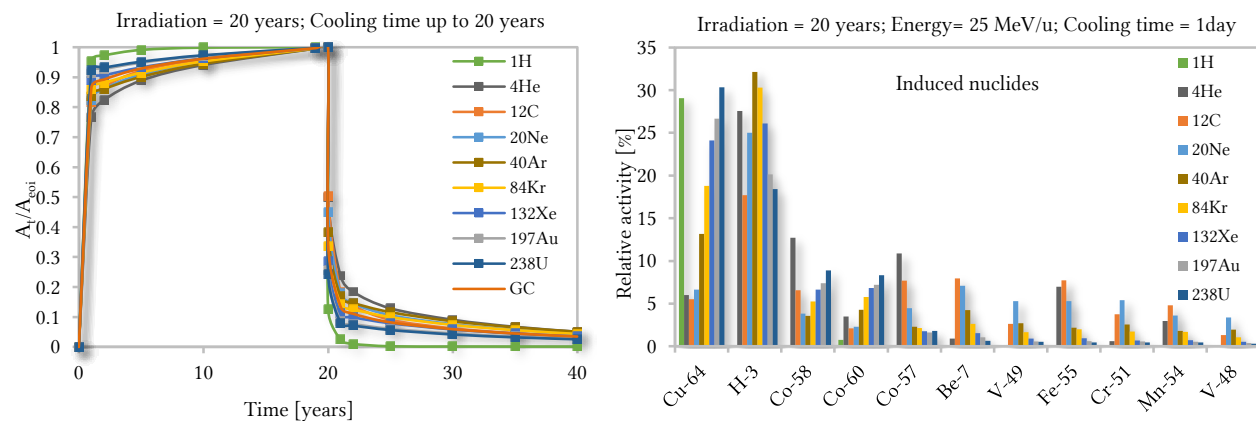 Irradiation = 20 years; Cooling time up to 20 years
1
0.9
0.8
0.7
0.6
0.5
0.4
0.3
0.2
0.1
0
A_t/A_eoi
0 10 20 30 40
Time [years]
1H
4He
12C
20Ne
40Ar
84Kr
132Xe
197Au
238U
GC
Irradiation = 20 years; Energy= 25 MeV/u; Cooling time = 1day
Induced nuclides
35
30
25
20
15
10
5
0
Relative activity [%]
Cu-64 H-3 Co-58 Co-60 Co-57 Be-7 V-49 Fe-55 Cr-51 Mn-54 V-48
1H
4He
12C
20Ne
40Ar
84Kr
132Xe
197Au
238U